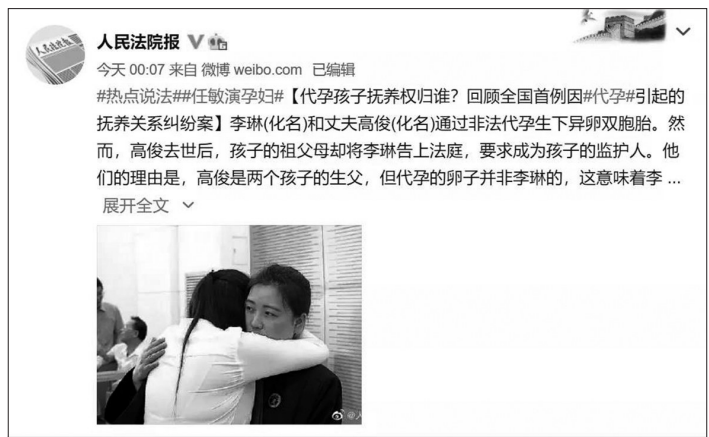 人民法院报
人民法院报
今天 00:07 来自 微博 weibo.com 已编辑
#热点说法##任敏演孕妇#【代孕孩子抚养权归谁？回顾全国首例因#代孕#引起的
抚养关系纠纷案】李琳(化名)和丈夫高俊(化名)通过非法代孕生下异卵双胞胎。然
而，高俊去世后，孩子的祖父母却将李琳告上法庭，要求成为孩子的监护人。他
们的理由是，高俊是两个孩子的生父，但代孕的卵子并非李琳的，这意味着李 ...
展开全文